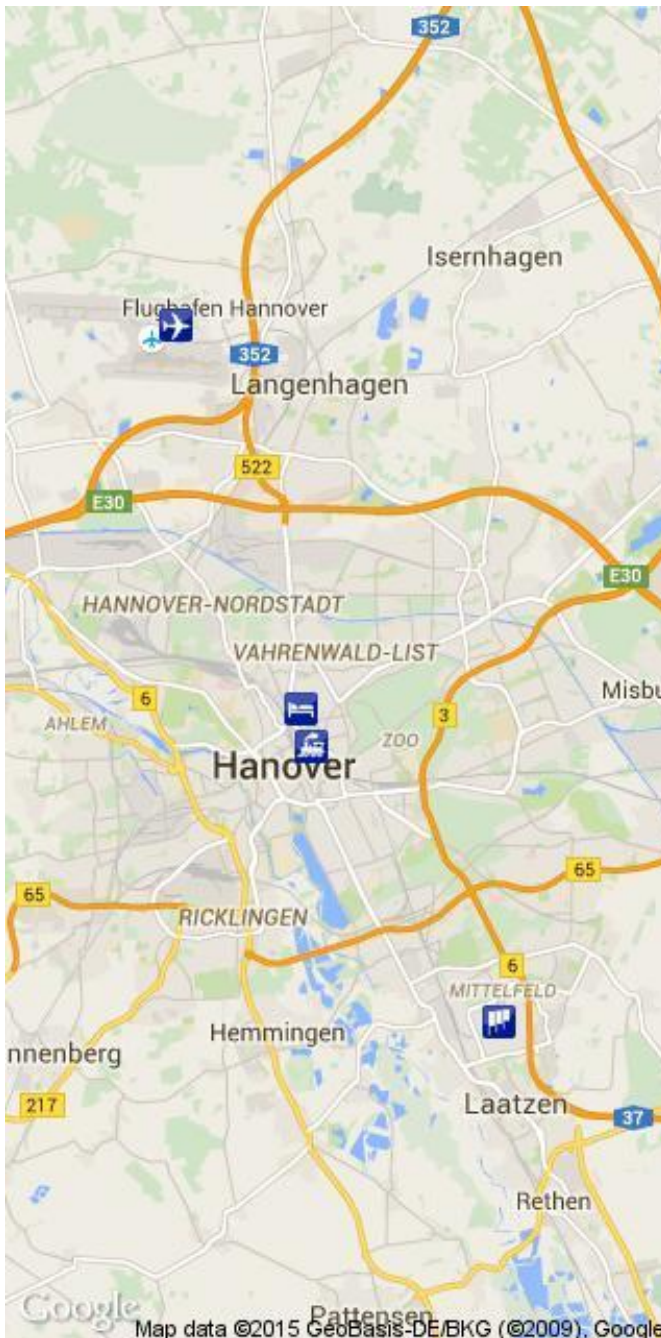 352
Isernhagen
Flughafen Hannover
352
Langenhagen
522
E30
E30
HANNOVER-NORDSTADT
VAHRENWALD-LIST
Misbu
6
3
AHLEM
ZOO
Hanover
65
65
RICKLINGEN
6
MITTELFELD
Hemmingen
nnenberg
217
Laatzen
37
Rethen
Google
Pattensen
Map data ©2015 GeoBasis-DE/BKG (©2009), Google